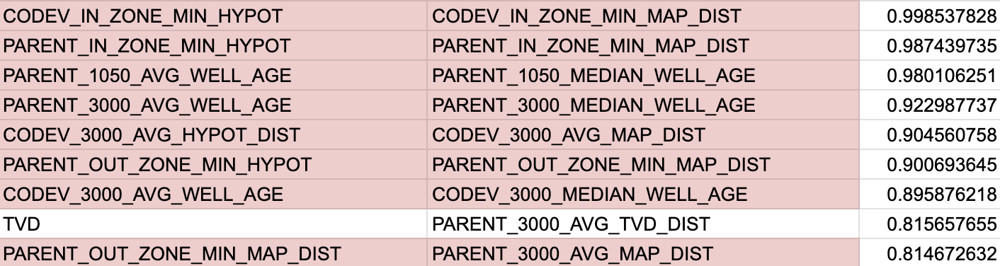 CODEV_IN_ZONE_MIN_HYPOT CODEV_IN_ZONE_MIN_MAP_DIST 0.998537828
PARENT_IN_ZONE_MIN_HYPOT PARENT_IN_ZONE_MIN_MAP_DIST 0.987439735
PARENT_1050_AVG_WELL_AGE PARENT_1050_MEDIAN_WELL_AGE 0.980106251
PARENT_3000_AVG_WELL_AGE PARENT_3000_MEDIAN_WELL_AGE 0.922987737
CODEV_3000_AVG_HYPOT_DIST CODEV_3000_AVG_MAP_DIST 0.904560758
PARENT_OUT_ZONE_MIN_HYPOT PARENT_OUT_ZONE_MIN_MAP_DIST 0.900693645
CODEV_3000_AVG_WELL_AGE CODEV_3000_MEDIAN_WELL_AGE 0.895876218
TVD PARENT_3000_AVG_TVD_DIST 0.815657655
PARENT_OUT_ZONE_MIN_MAP_DIST PARENT_3000_AVG_MAP_DIST 0.814672632